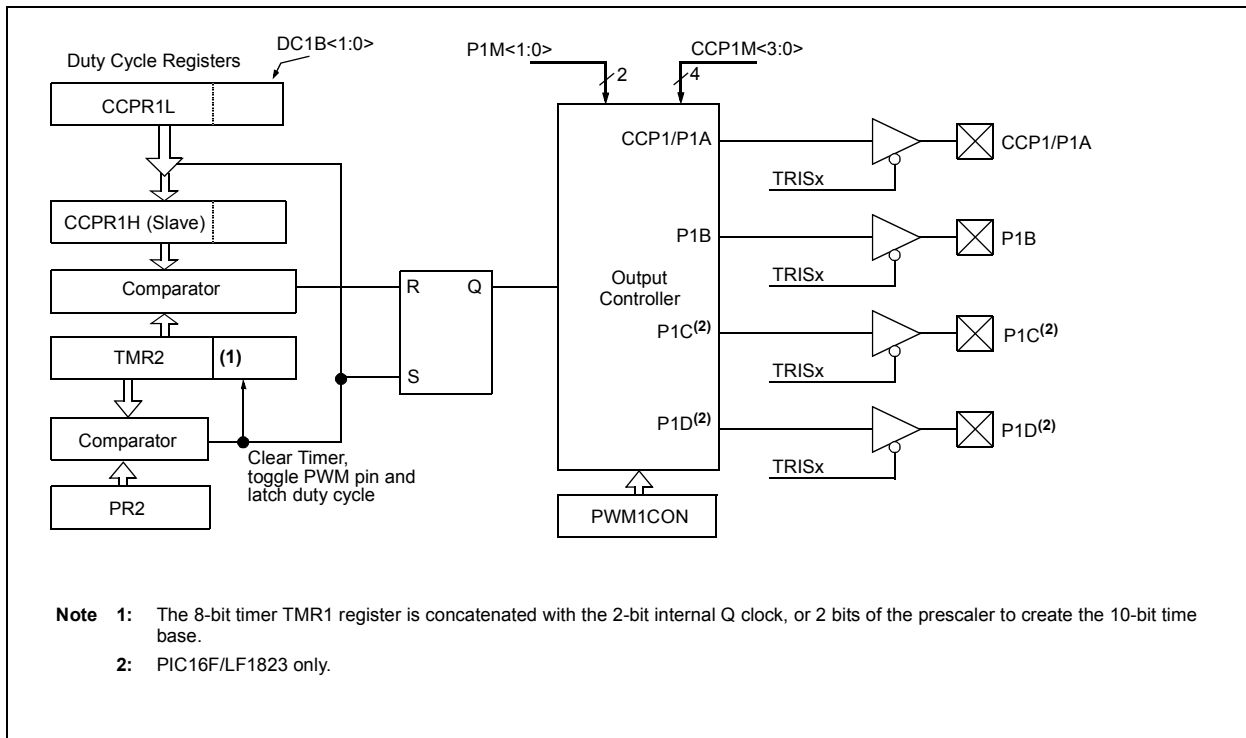 DC1B<1:0>
Duty Cycle Registers
CCPR1L
CCPR1H (Slave)
Comparator
TMR2
(1)
Comparator
Clear Timer,
toggle PWM pin and
latch duty cycle
PR2
R
Q
S
P1M<1:0>
2
CCP1M<3:0>
4
CCP1/P1A
P1B
Output
Controller
P1C(2)
P1D(2)
PWM1CON
TRISx
CCP1/P1A
TRISx
P1B
TRISx
P1C(2)
TRISx
P1D(2)
Note 1: The 8-bit timer TMR1 register is concatenated with the 2-bit internal Q clock, or 2 bits of the prescaler to create the 10-bit time
base.
2: PIC16F/LF1823 only.